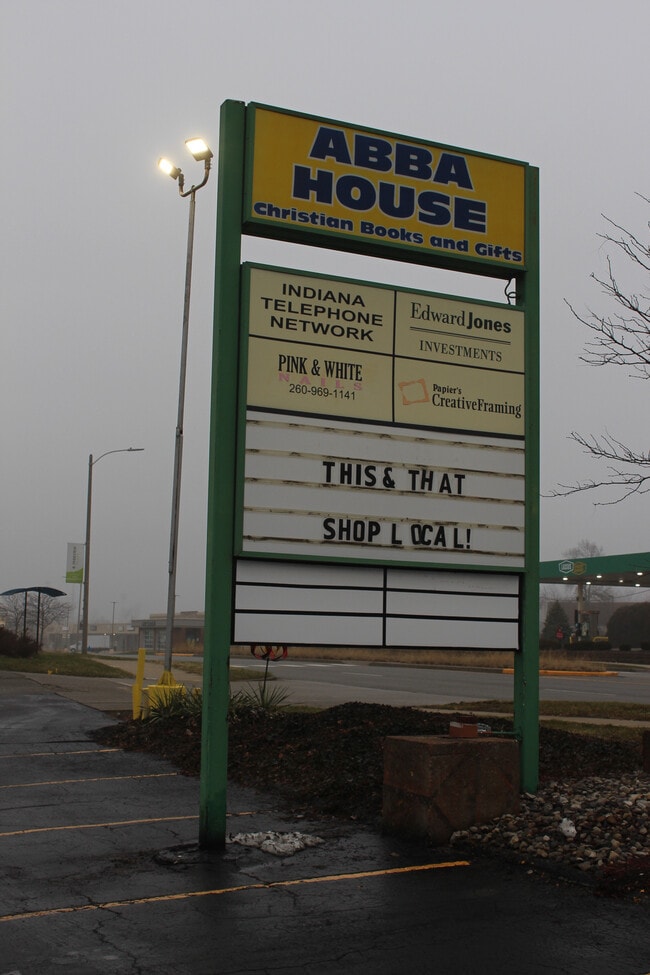 ABBA
HOUSE
Christian Books and Gifts
INDIANA
TELEPHONE
NETWORK
Edward Jones
INVESTMENTS
PINK & WHITE
NAILS
260-969-1141
Papier's
CreativeFraming
THIS & THAT
SHOP LOCAL!